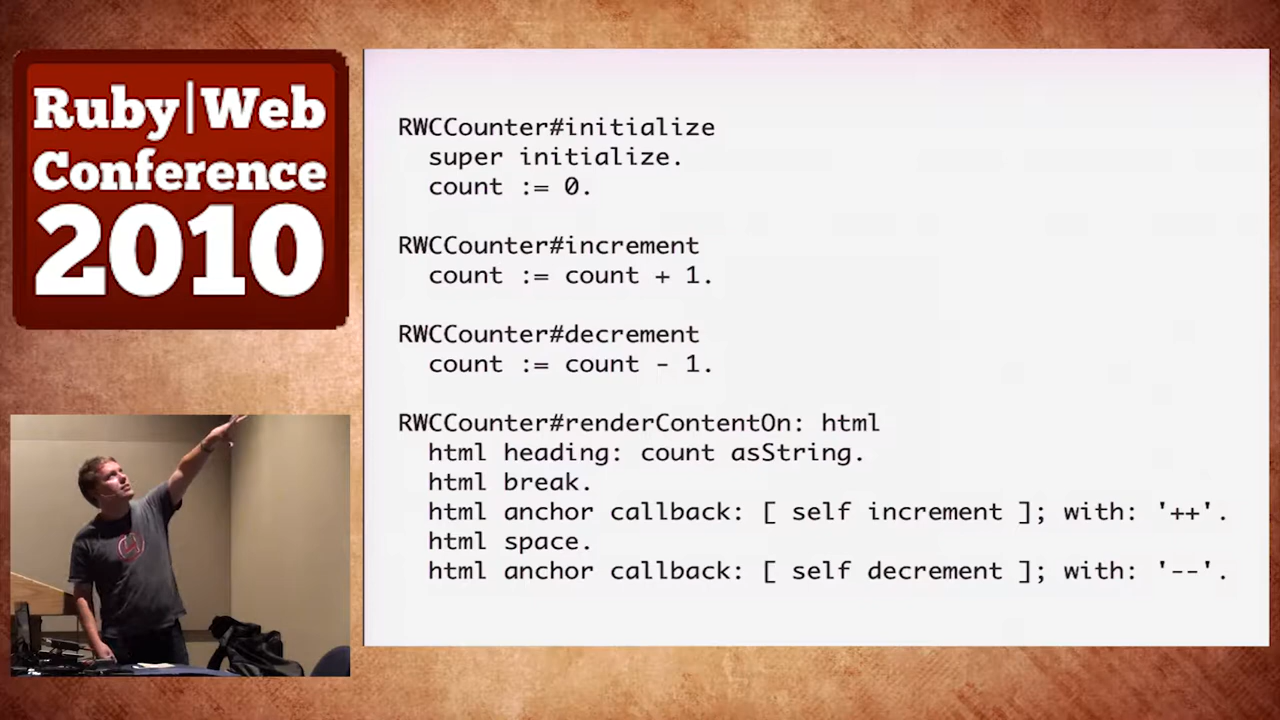 Ruby|Web
Conference
2010
RWCCounter#initialize
super initialize.
count := 0.
RWCCounter#increment
count := count + 1.
RWCCounter#decrement
count := count - 1.
RWCCounter#renderContentOn: html
html heading: count asString.
html break.
html anchor callback: [ self increment ]; with: '++'.
html space.
html anchor callback: [ self decrement ]; with: '--'.